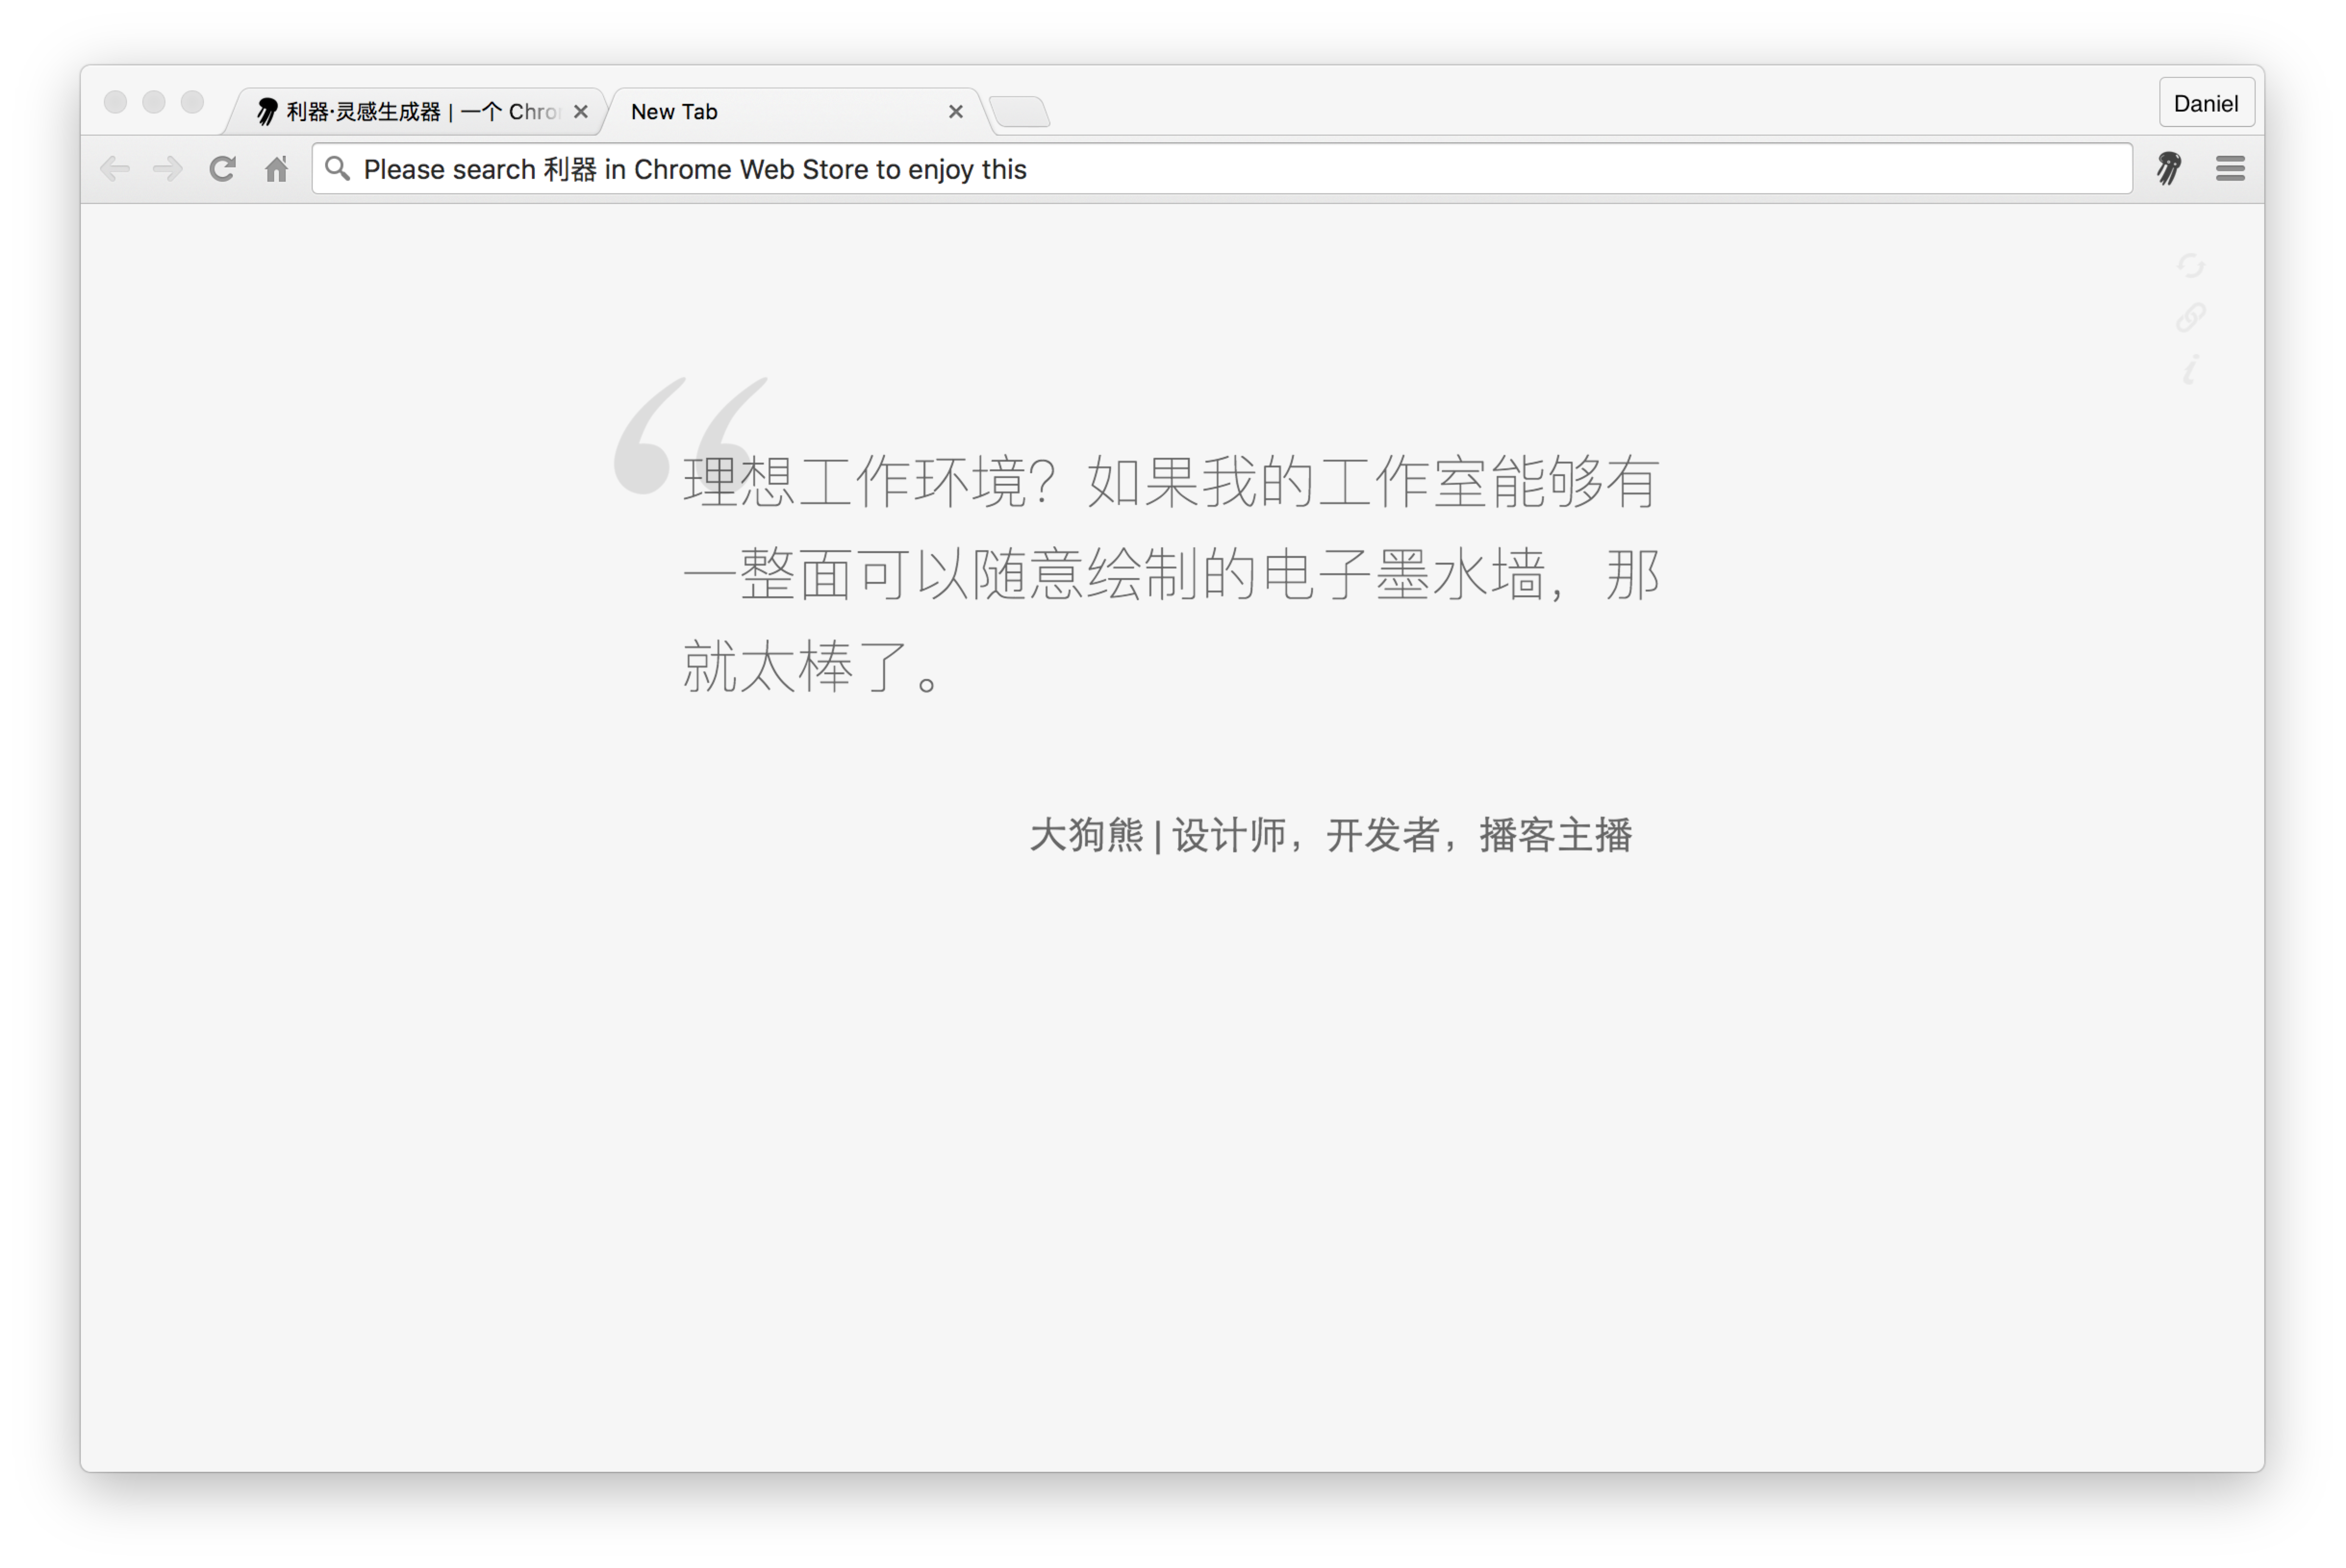 利器·灵感生成器 | 一个 Chro
New Tab
Daniel
Please search 利器 in Chrome Web Store to enjoy this
“
理想工作环境？如果我的工作室能够有
一整面可以随意绘制的电子墨水墙，那
就太棒了。
大狗熊 | 设计师，开发者，播客主播